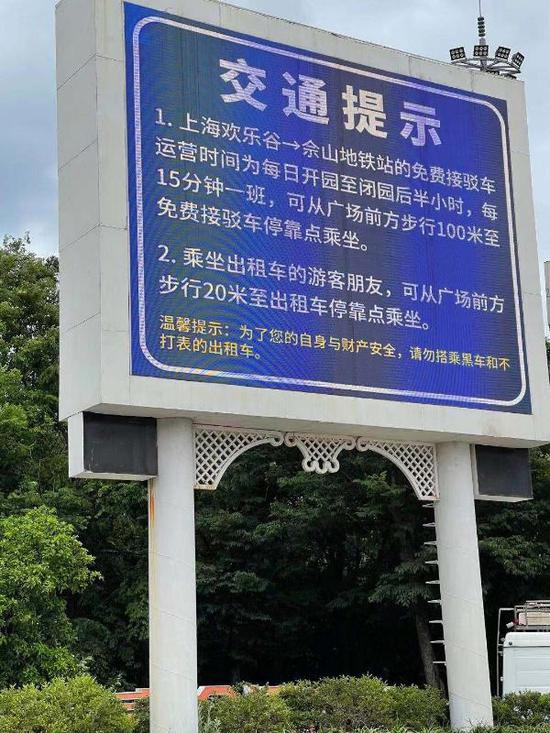 交通提示
1. 上海欢乐谷→佘山地铁站的免费接驳车
运营时间为每日开园至闭园后半小时，每
15分钟一班，可从广场前方步行100米至
免费接驳车停靠点乘坐。
2. 乘坐出租车的游客朋友，可从广场前方
步行20米至出租车停靠点乘坐。
温馨提示：为了您的自身与财产安全，请勿搭乘黑车和不
打表的出租车。